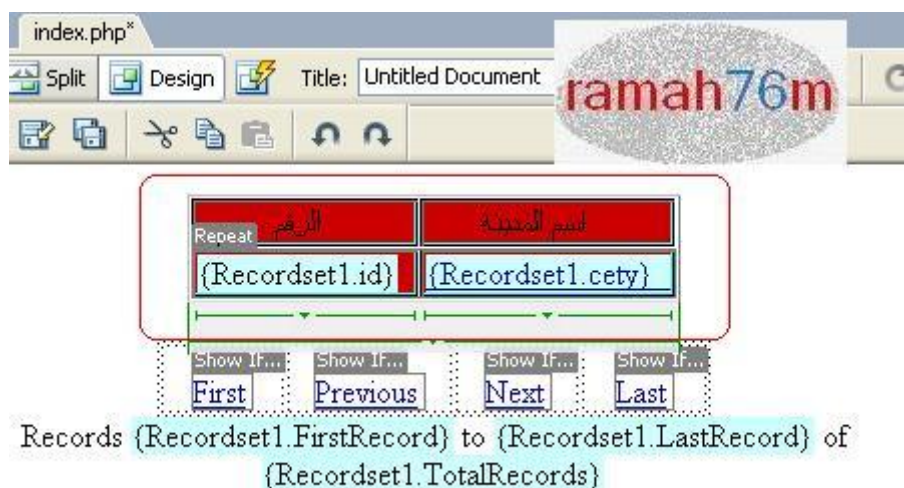 index.php*
Split Design Title: Untitled Document
ramah76m
الرقم اسم المدينة
Repeat
{Recordset1.id} {Recordset1.cety}
Show If... Show If... Show If... Show If...
First Previous Next Last
Records {Recordset1.FirstRecord} to {Recordset1.LastRecord} of
{Recordset1.TotalRecords}